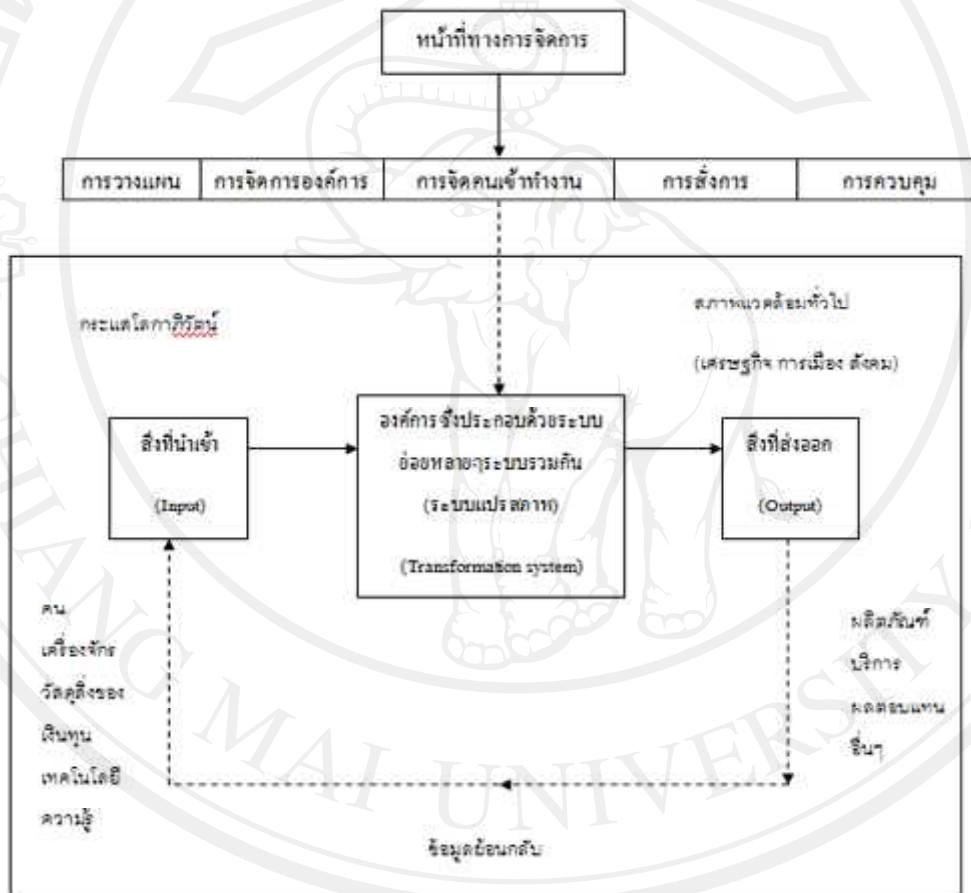 หน้าที่ทางการจัดการ
การวางแผน การจัดการองค์การ การจัดคนเข้าทำงาน การสั่งการ การควบคุม
กระแสโลกาภิวัตน์
สภาพแวดล้อมทั่วไป
(เศรษฐกิจ การเมือง สังคม)
สิ่งที่นำเข้า
(Input)
องค์การซึ่งประกอบด้วยระบบ
ย่อยหลายๆระบบรวมกัน
(ระบบแปรสภาพ)
(Transformation system)
สิ่งที่ส่งออก
(Output)
คน
เครื่องจักร
วัสดุสิ่งของ
เงินทุน
เทคโนโลยี
ความรู้
ผลิตภัณฑ์
บริการ
ผลตอบแทน
อื่นๆ
ข้อมูลย้อนกลับ
CHIANG MAI UNIVERSITY